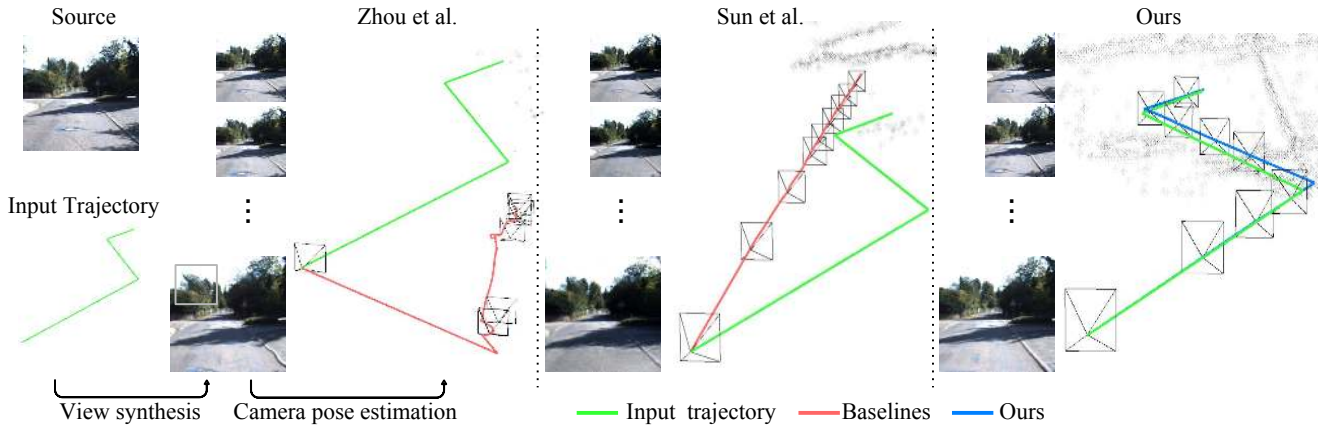 Source
Zhou et al.
Sun et al.
Ours
Input Trajectory
View synthesis
Camera pose estimation
Input trajectory
Baselines
Ours